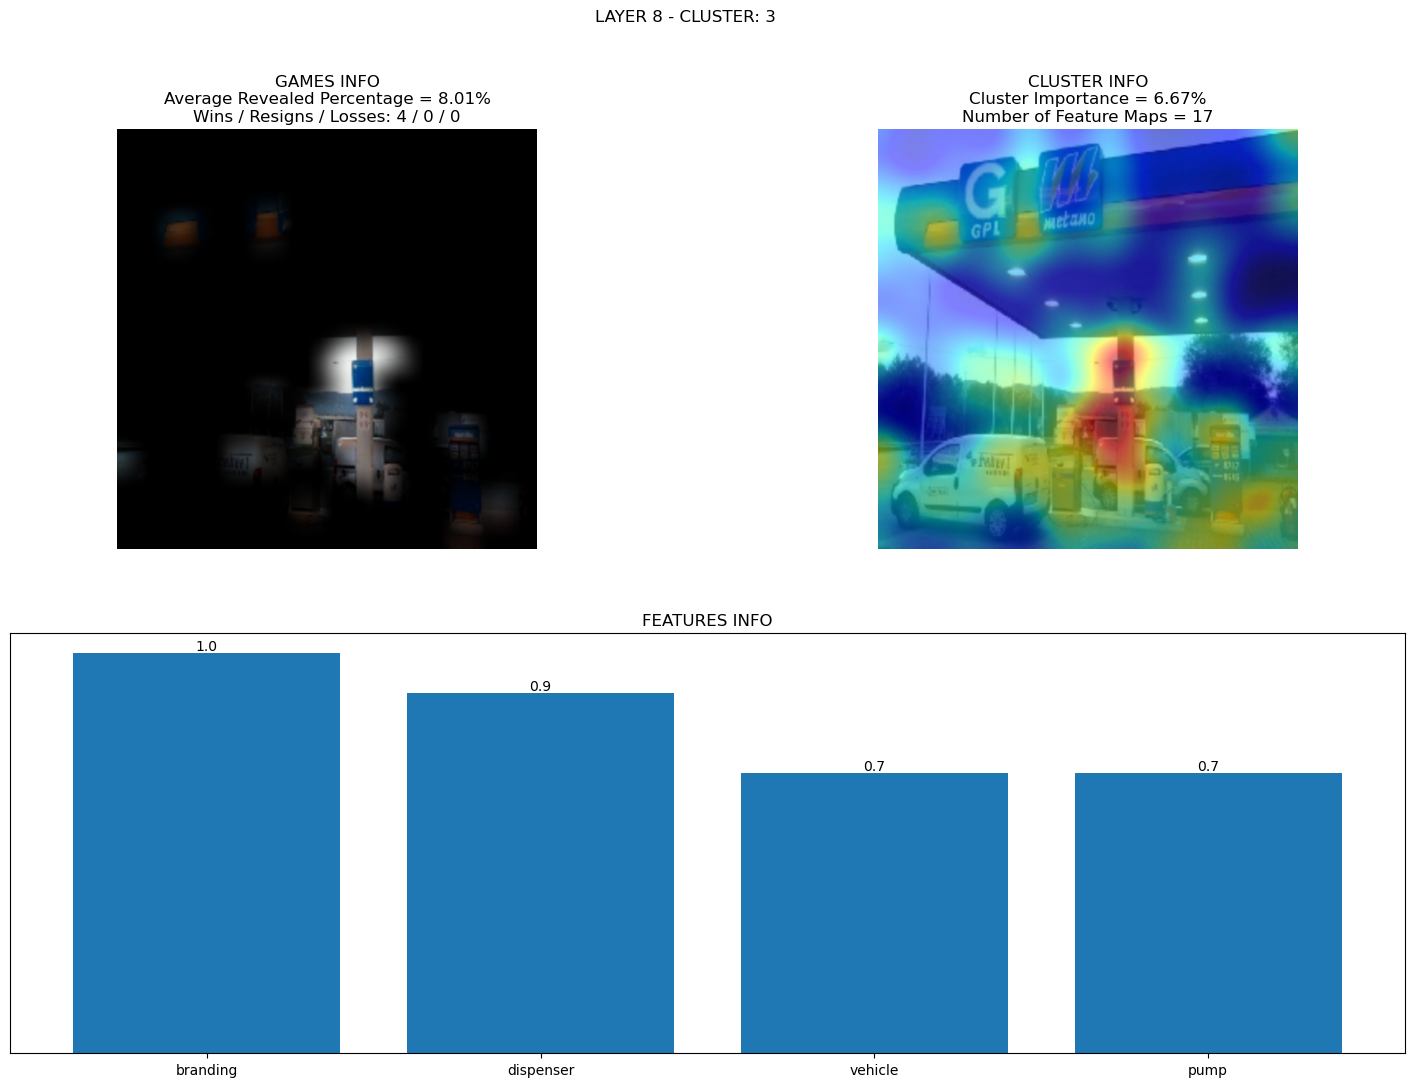 LAYER 8 - CLUSTER: 3
GAMES INFO
Average Revealed Percentage = 8.01%
Wins / Resigns / Losses: 4 / 0 / 0
CLUSTER INFO
Cluster Importance = 6.67%
Number of Feature Maps = 17
G
GPL
metano
FEATURES INFO
1.0
0.9
0.7
0.7
branding
dispenser
vehicle
pump